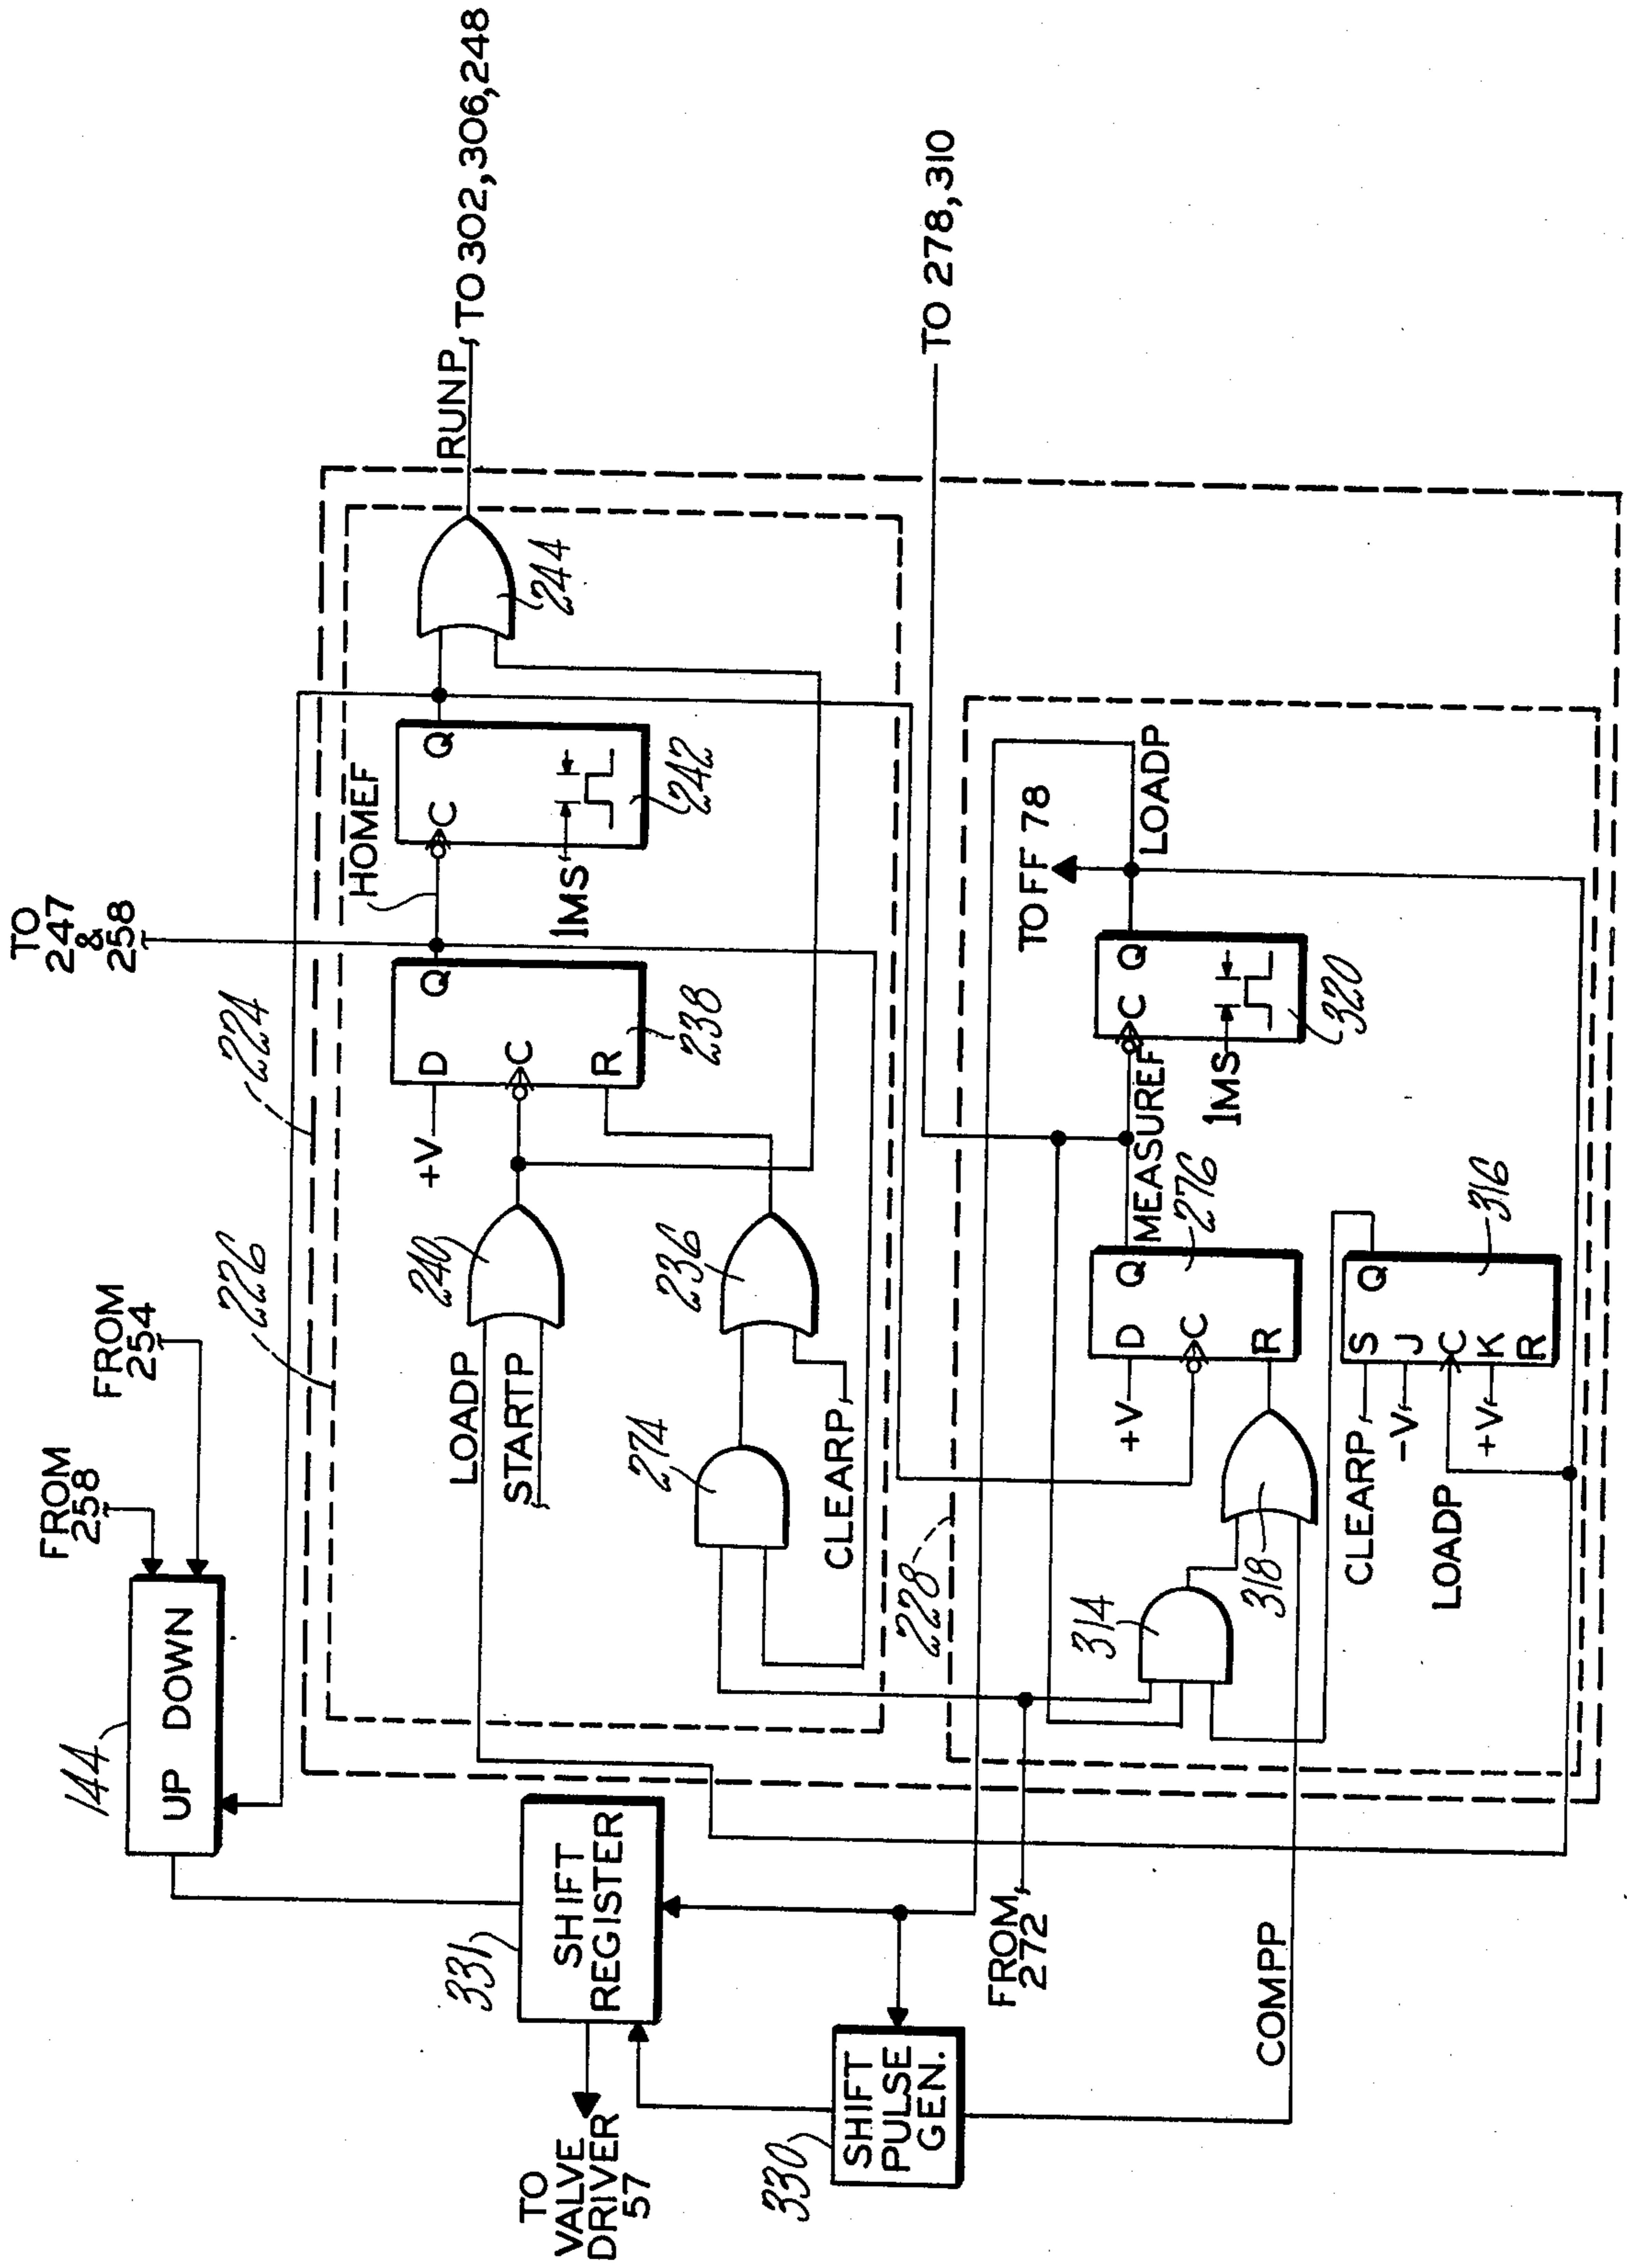 TO 302, 306, 248
RUNP
244
TO 278, 310
HOMEF
Q
C
1MS
242
TO
247
&
258
224
226
D
Q
C
R
+V
238
240
LOADP
STARTP
236
274
CLEARP
FROM
254
FROM
258
144
UP DOWN
TO FF 78
LOADP
Q
C
1MS
320
MEASUREF
276
D
Q
C
R
+V
228
314
318
316
S
J
C
K
R
Q
CLEARP
-V
LOADP
+V
331
SHIFT
REGISTER
TO
VALVE
DRIVER
57
330
SHIFT
PULSE
GEN.
FROM
272
COMPP